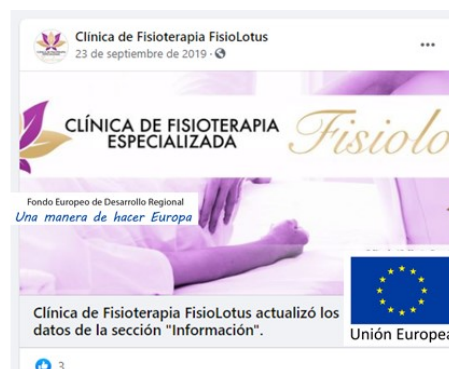 Clínica de Fisioterapia FisioLotus
23 de septiembre de 2019 ·
CLÍNICA DE FISIOTERAPIA
ESPECIALIZADA
Fisiolo
Fondo Europeo de Desarrollo Regional
Una manera de hacer Europa
Clínica de Fisioterapia FisioLotus actualizó los
datos de la sección "Información".
Unión Europea
3